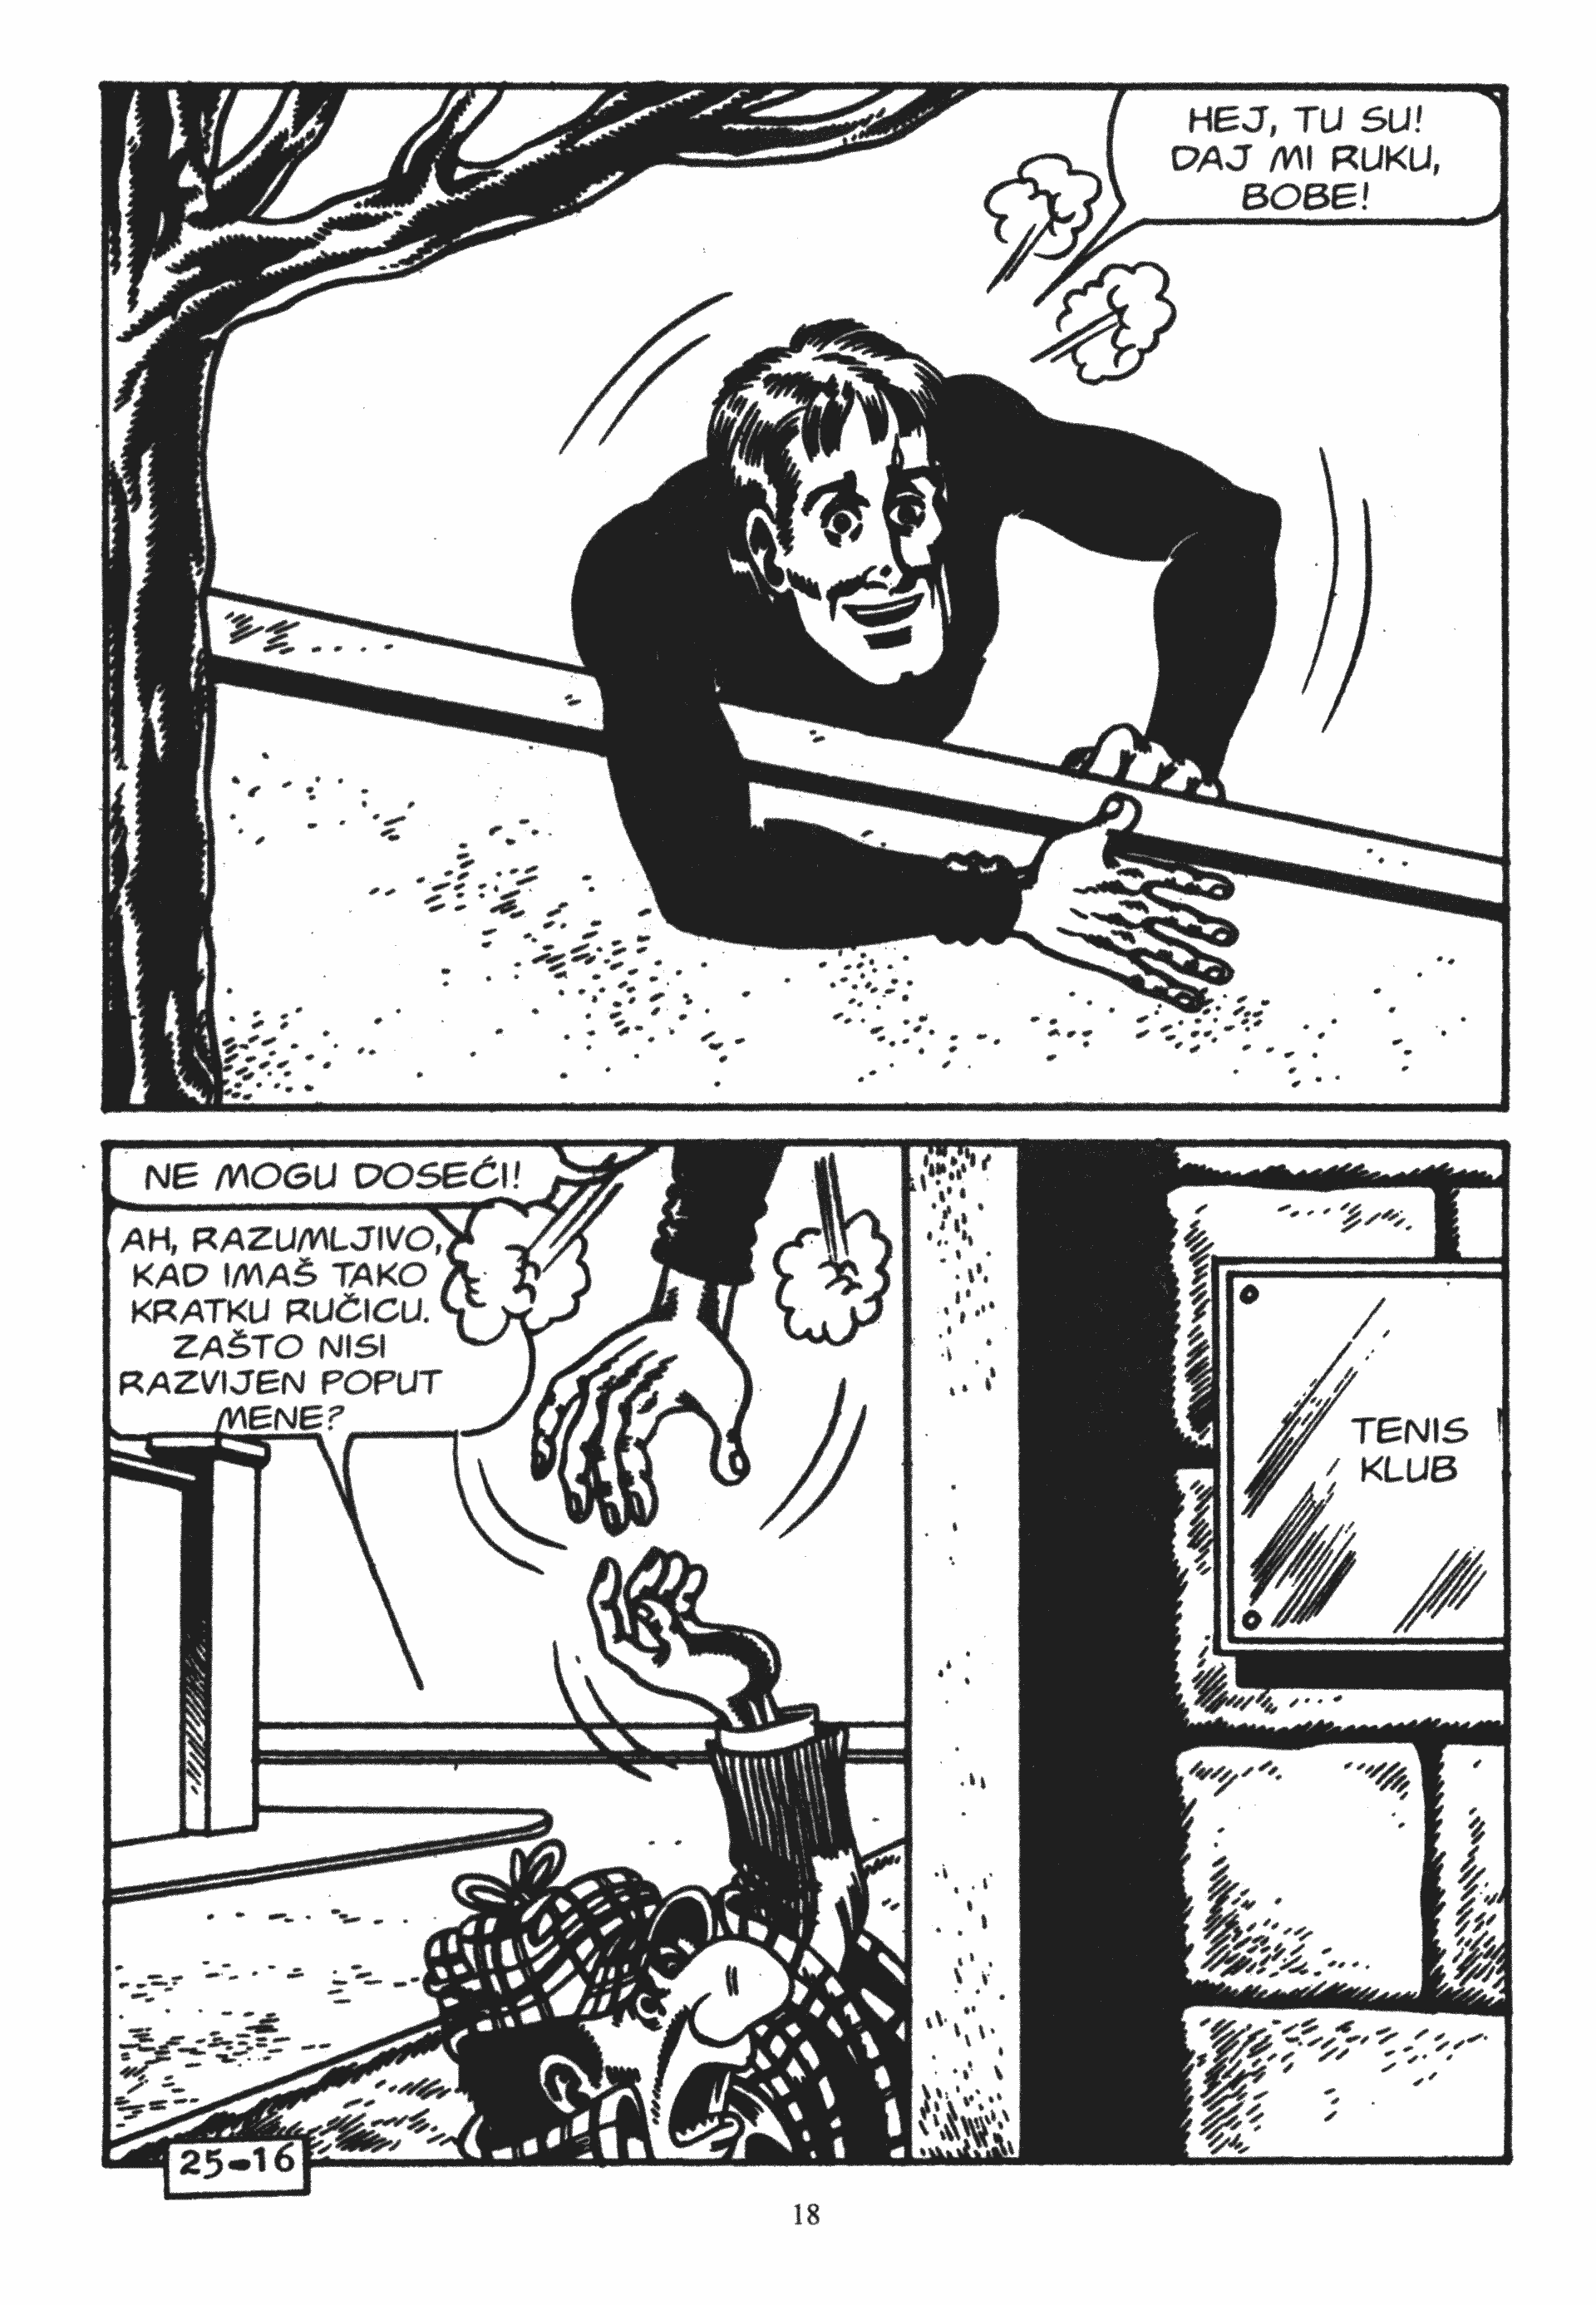 HEJ, TU SU!
DAJ MI RUKU,
BOBE!
NE MOGU DOSEĆI!
AH, RAZUMLJIVO,
KAD IMAŠ TAKO
KRATKU RUČICU.
ZAŠTO NISI
RAZVIJEN POPUT
MENE?
TENIS
KLUB
25-16
18